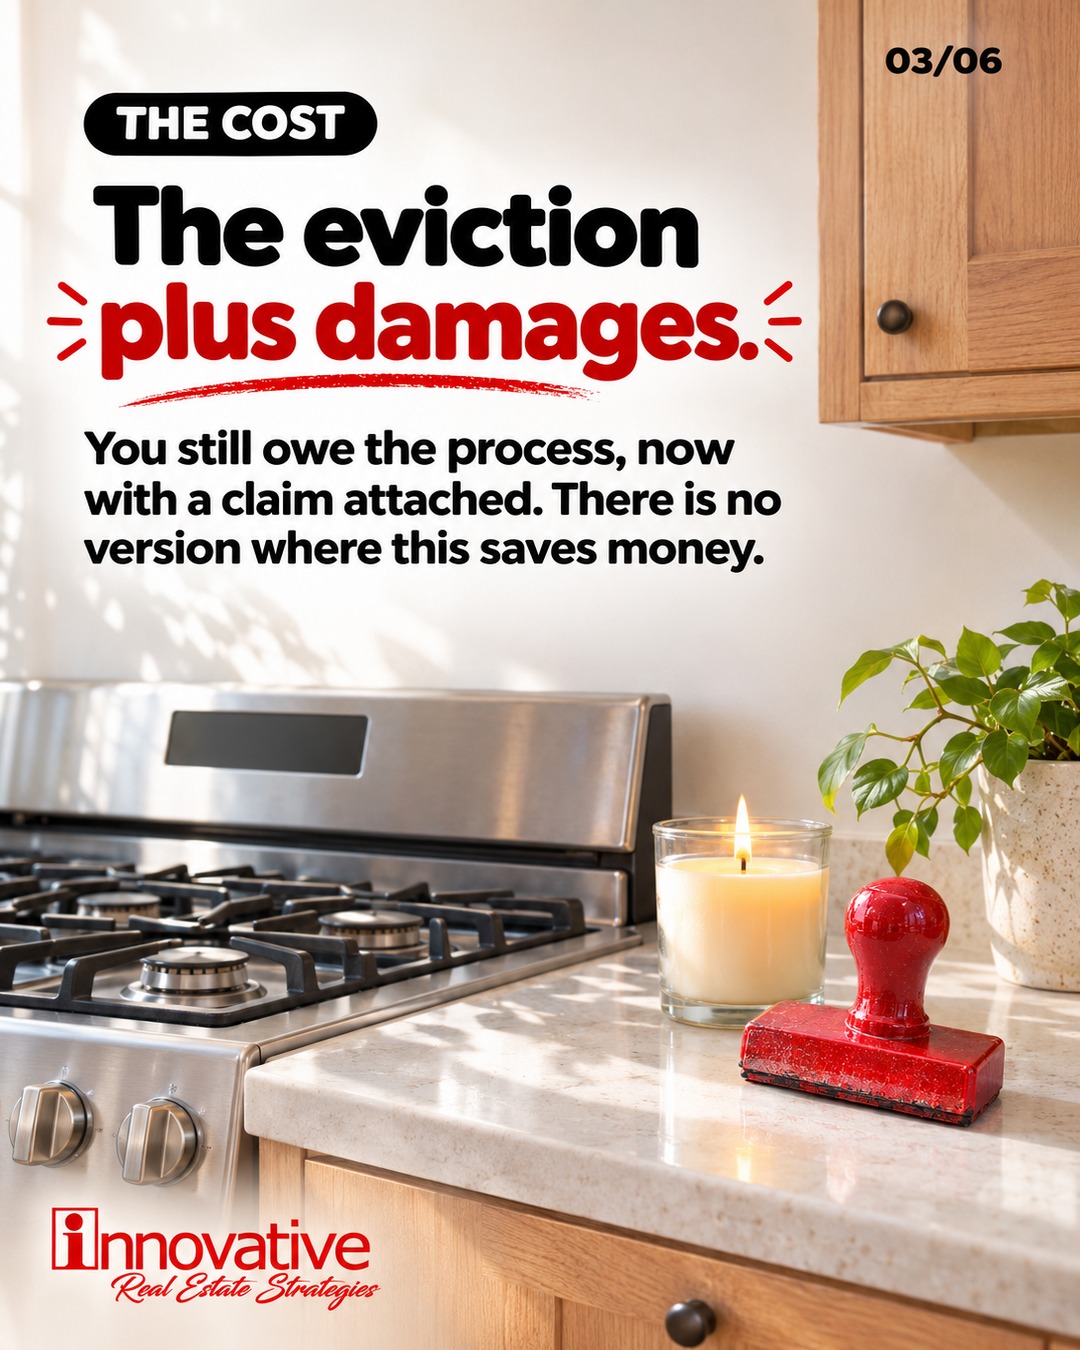 03/06
THE COST
The eviction
plus damages.
You still owe the process, now
with a claim attached. There is no
version where this saves money.
innovative
Real Estate Strategies